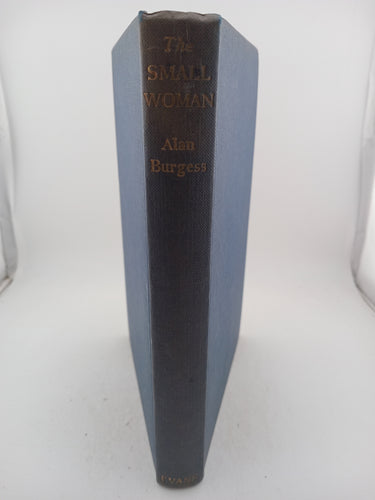 The
SMALL
WOMAN
Alan
Burgess
EVANS